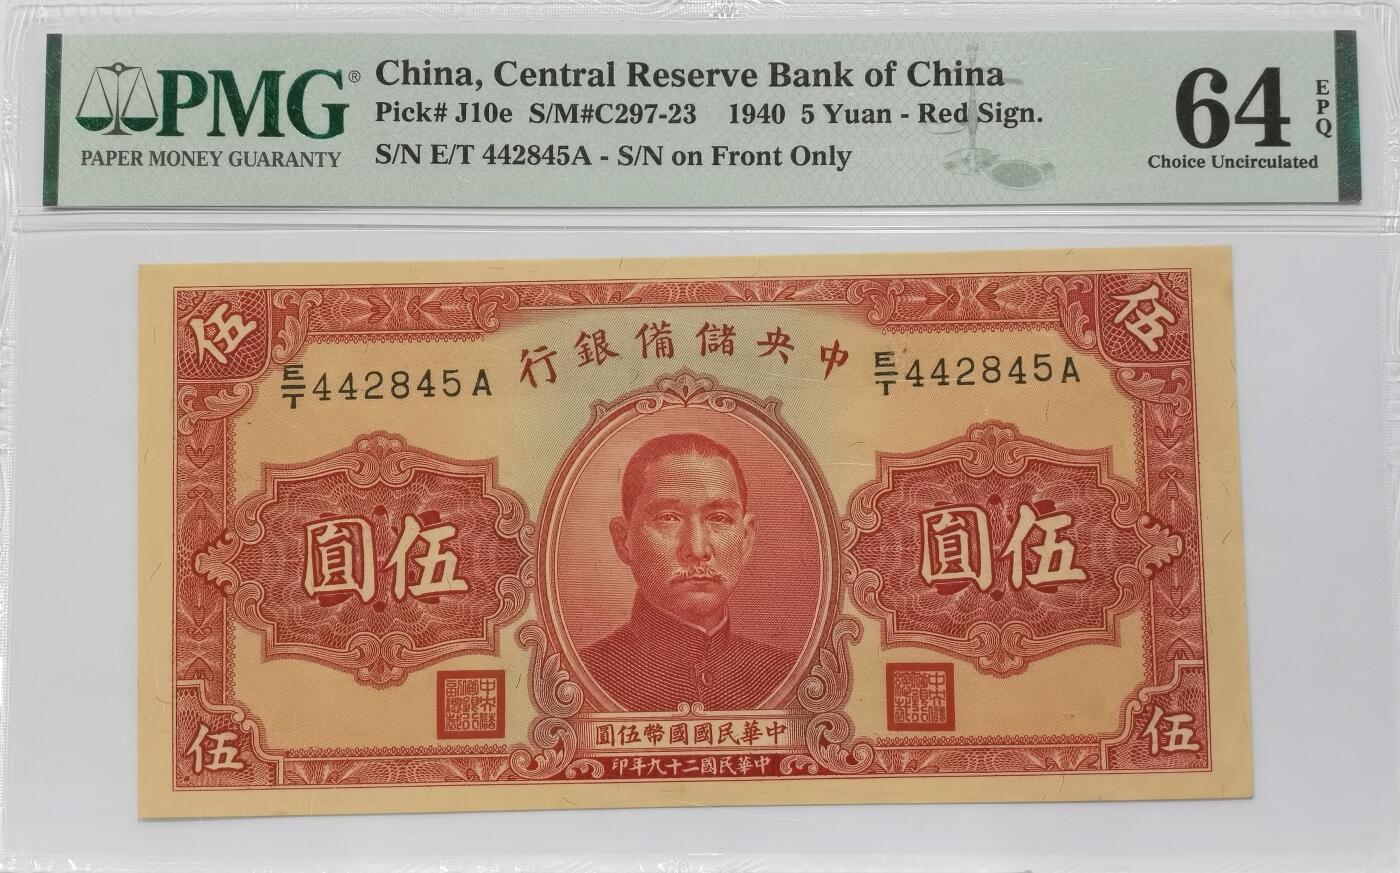 PMG®
PAPER MONEY GUARANTY
China, Central Reserve Bank of China
Pick# J10e S/M#C297-23 1940 5 Yuan - Red Sign.
S/N E/T 442845A - S/N on Front Only
64
EPQ
Choice Uncirculated
伍
伍
行銀備儲央中
E/T 442845A
E/T 442845A
圓伍
圓伍
圓伍幣國國民華中
印年九十二國民華中
伍
伍